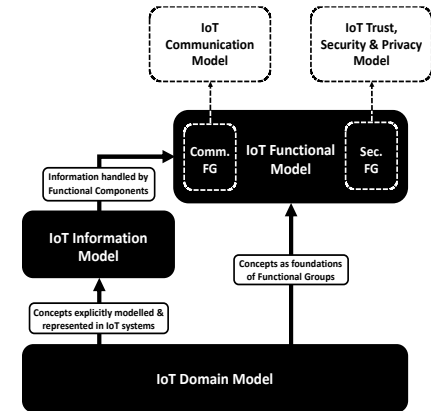 IoT
Communication
Model
IoT Trust,
Security & Privacy
Model
Comm.
FG
IoT Functional
Model
Sec.
FG
Information handled by
Functional Components
IoT Information
Model
Concepts as foundations
of Functional Groups
Concepts explicitly modelled &
represented in IoT systems
IoT Domain Model